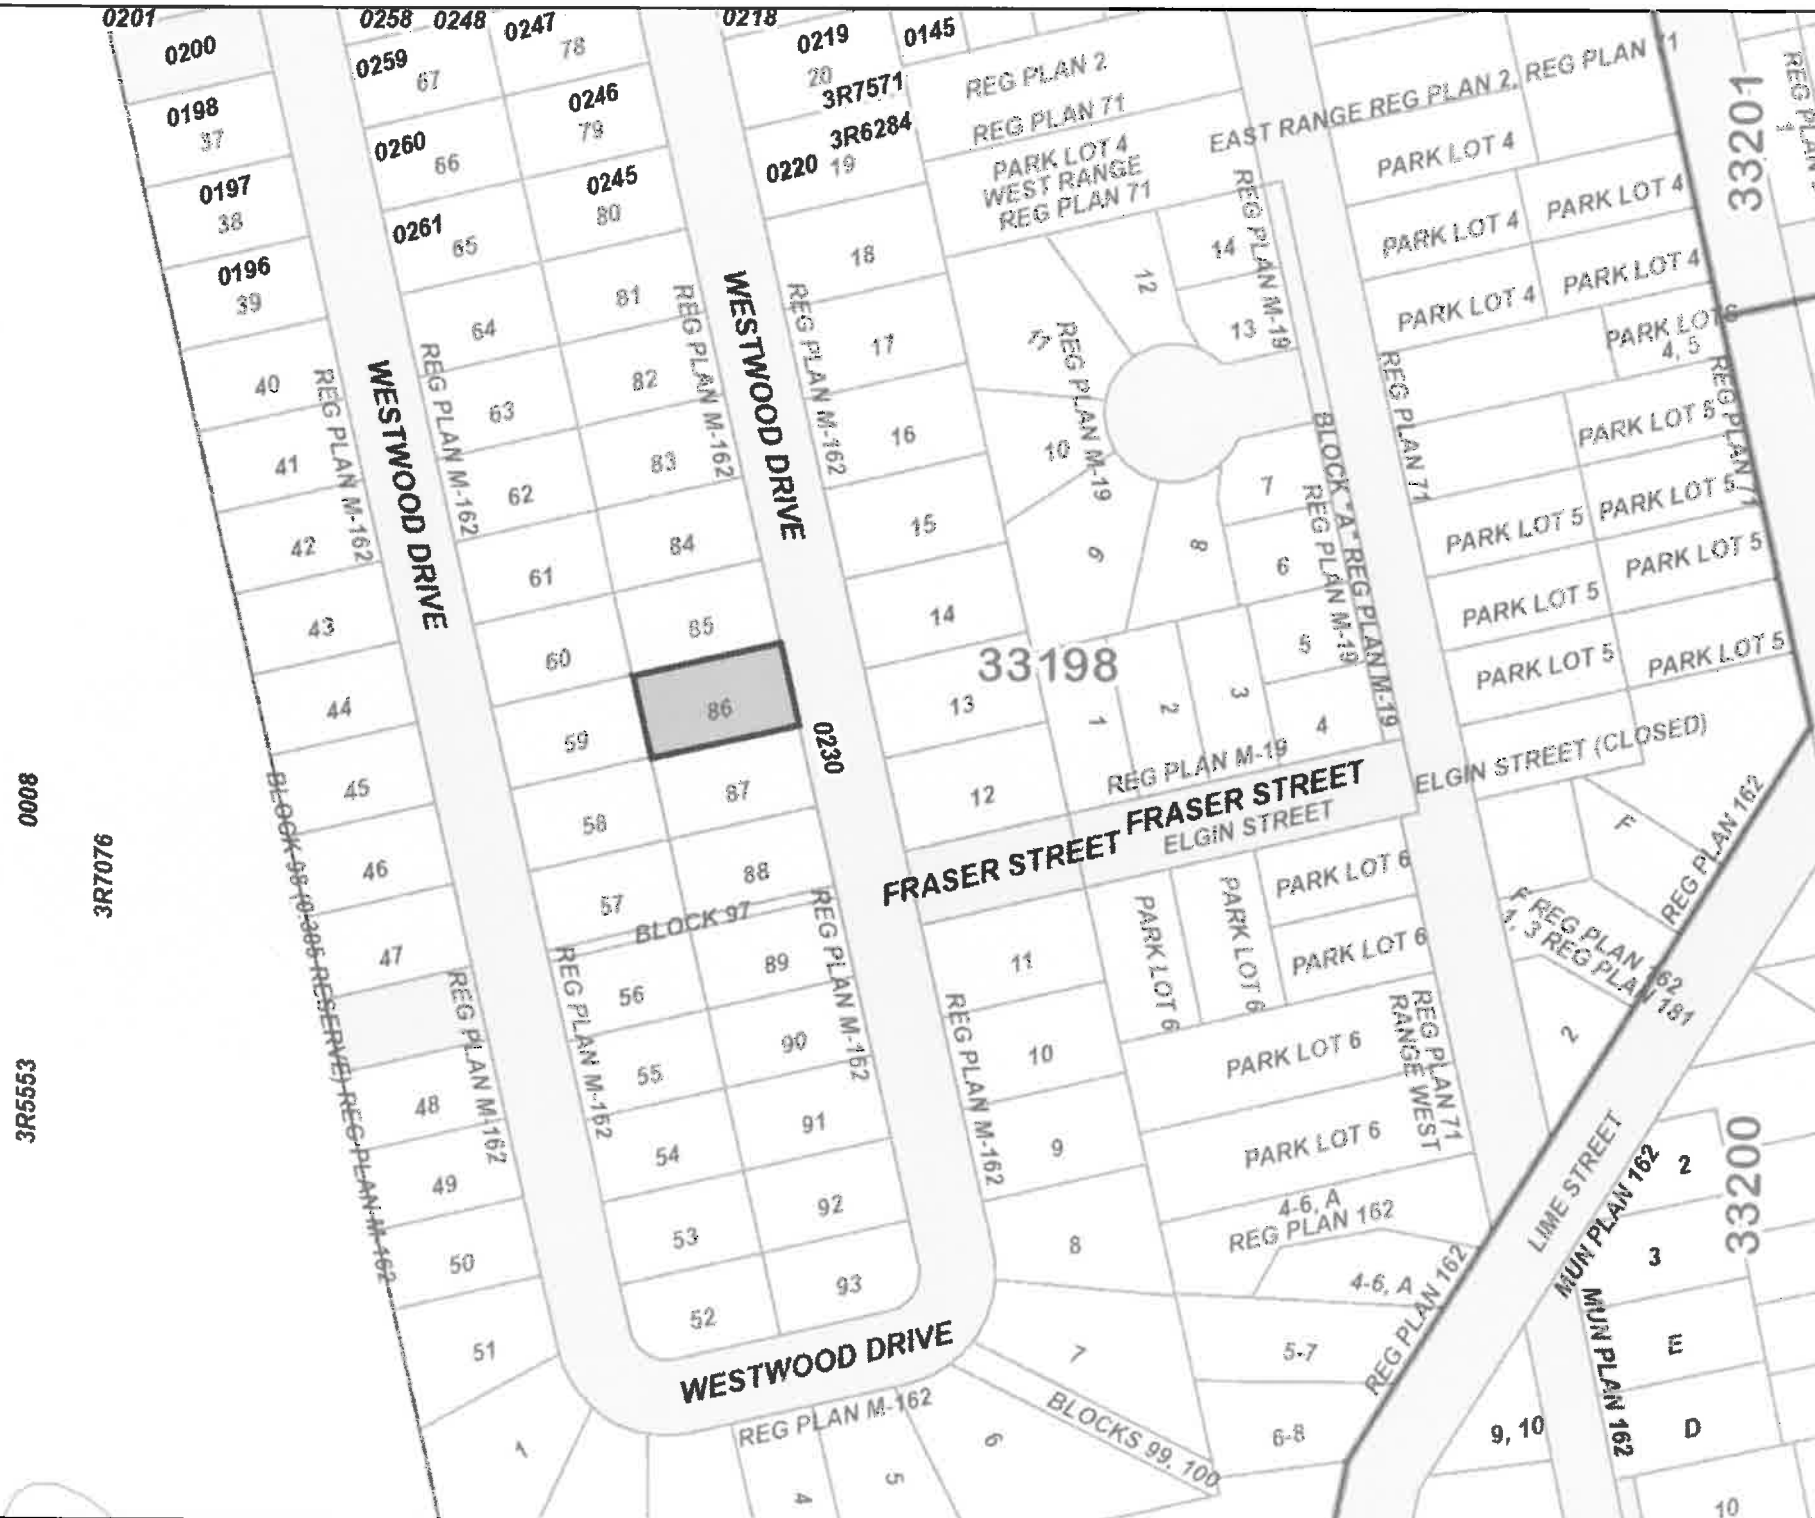 0201
0258
0248
0247
0218
0219
0145
0200
0259
67
78
20
3R7571
REG PLAN 2
EAST RANGE REG PLAN 2, REG PLAN 71
33201
0198
37
0260
66
0246
79
3R6284
0220
19
REG PLAN 71
PARK LOT 4
WEST RANGE
REG PLAN 71
PARK LOT 4
0197
38
0261
65
0245
80
18
12
14
REG PLAN M-19
PARK LOT 4
PARK LOT 4
0196
39
64
81
REG PLAN M-162
WESTWOOD DRIVE
REG PLAN M-162
17
REG PLAN M-19
13
PARK LOT 4
PARK LOT 4
PARK LOTS
4, 5
40
REG PLAN M-162
WESTWOOD DRIVE
REG PLAN M-162
63
82
16
10
REG PLAN 71
PARK LOT 5
REG PLAN 71
41
62
83
15
9
8
7
REG PLAN M-19
BLOCK "A" REG PLAN M-19
PARK LOT 5
PARK LOT 5
42
61
84
14
6
PARK LOT 5
PARK LOT 5
43
60
85
33198
5
PARK LOT 5
PARK LOT 5
44
59
86
0230
13
1
2
3
4
REG PLAN M-19
ELGIN STREET (CLOSED)
0008
3R7076
3R5553
BLOCK 98 (0.305 RESERVE) REG PLAN M-162
45
58
87
12
FRASER STREET
FRASER STREET
ELGIN STREET
F
REG PLAN 162
46
57
88
BLOCK 97
PARK LOT 6
PARK LOT 6
PARK LOT 6
PARK LOT 6
F REG PLAN 162
1, 3 REG PLAN 181
47
REG PLAN M-162
REG PLAN M-162
56
89
REG PLAN M-162
REG PLAN M-162
11
48
55
90
10
PARK LOT 6
REG PLAN 71
RANGE WEST
2
49
54
91
9
PARK LOT 6
LIME STREET
MUN PLAN 162
2
33200
50
53
92
8
4-6, A
REG PLAN 162
4-6, A
REG PLAN 162
3
51
52
93
WESTWOOD DRIVE
7
5-7
MUN PLAN 162
E
1
REG PLAN M-162
4
5
6
BLOCKS 99, 100
6-8
9, 10
D
10